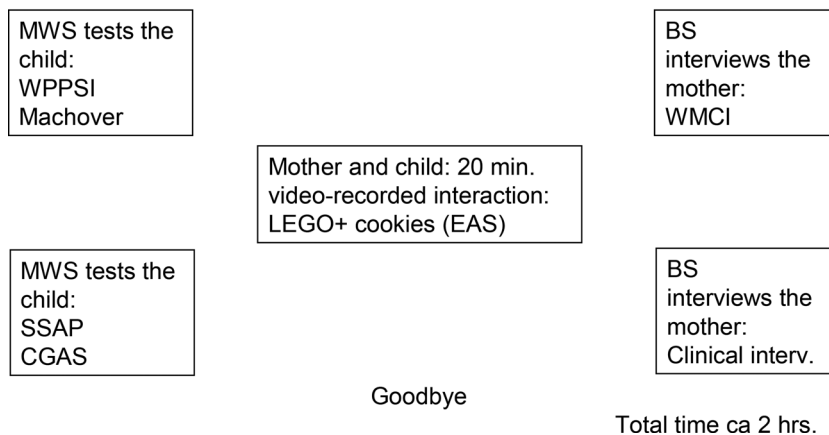 MWS tests the
child:
WPPSI
Machover
BS
interviews the
mother:
WMCI
Mother and child: 20 min.
video-recorded interaction:
LEGO+ cookies (EAS)
MWS tests the
child:
SSAP
CGAS
BS
interviews the
mother:
Clinical interv.
Goodbye
Total time ca 2 hrs.